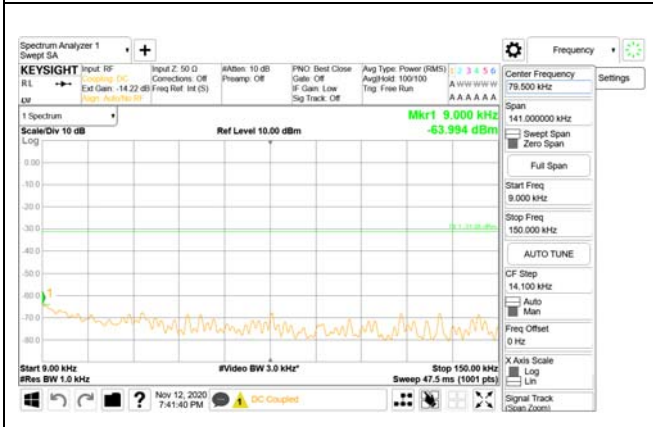 Spectrum Analyzer 1
Swept SA
+
Frequency
KEYSIGHT
Input: RF
Coupling: DC
Ext Gain: -14.22 dB
Align: Auto/No RF
Input Z: 50 Ω
Corrections: Off
Freq Ref: Int (S)
#Atten: 10 dB
Preamp: Off
PNO: Best Close
Gate: Off
IF Gain: Low
Sig Track: Off
Avg Type: Power (RMS)
Avg|Hold: 100/100
Trig: Free Run
1 2 3 4 5 6
A W W W W W
A A A A A A
RL
1 Spectrum
Scale/Div 10 dB
Log
Ref Level 10.00 dBm
Mkr1 9.000 kHz
-63.994 dBm
0.00
-10.0
-20.0
-30.0
-40.0
-50.0
-60.0
-70.0
-80.0
1
Start 9.00 kHz
#Res BW 1.0 kHz
#Video BW 3.0 kHz*
Stop 150.00 kHz
Sweep 47.5 ms (1001 pts)
?
Nov 12, 2020
7:41:40 PM
DC Coupled
Center Frequency
79.500 kHz
Settings
Span
141.000000 kHz
Swept Span
Zero Span
Full Span
Start Freq
9.000 kHz
Stop Freq
150.000 kHz
AUTO TUNE
CF Step
14.100 kHz
Auto
Man
Freq Offset
0 Hz
X Axis Scale
Log
Lin
Signal Track
(Span Zoom)